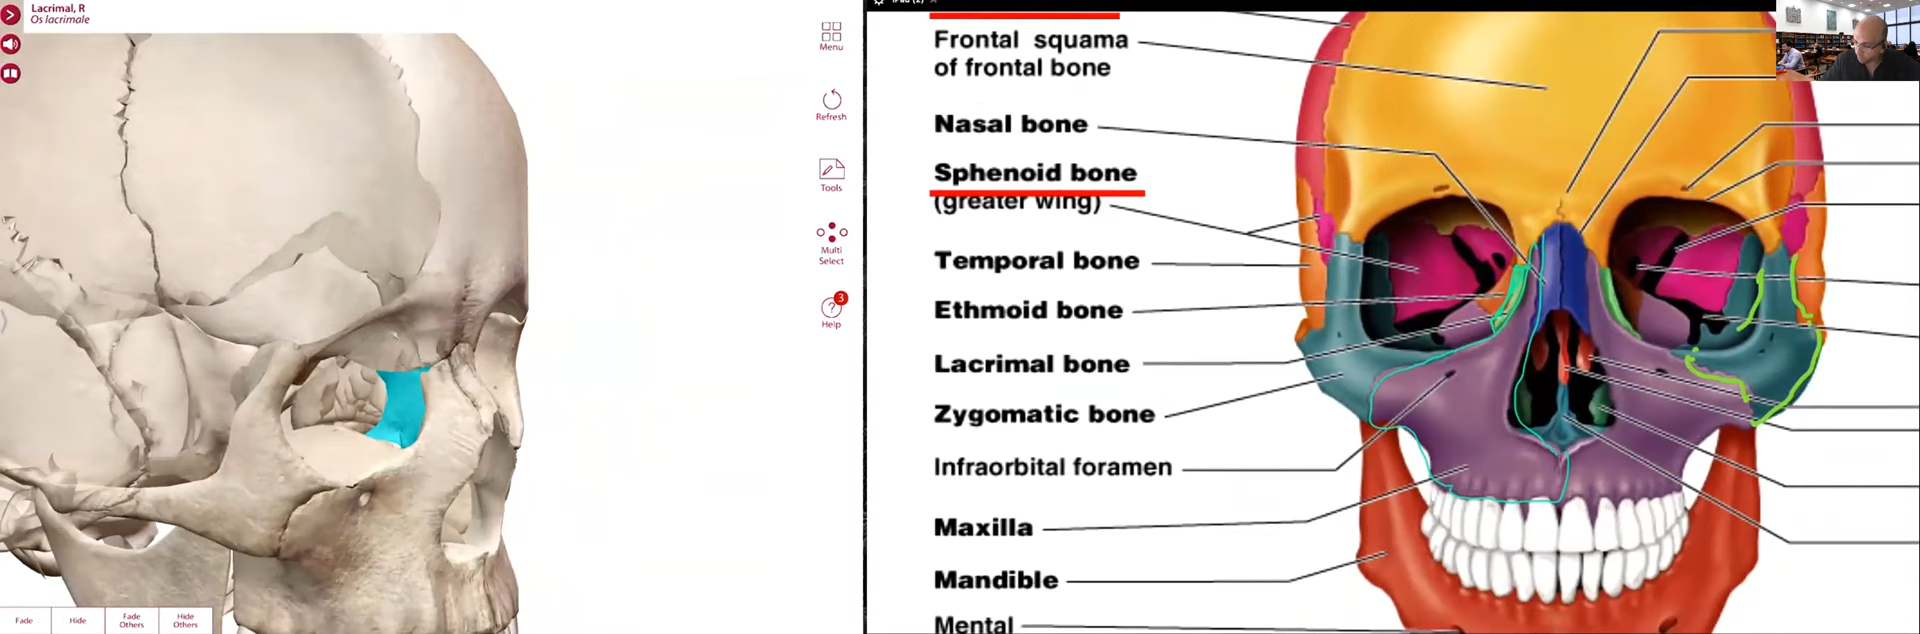 Lacrimal, R
Os lacrimale
Menu
Refresh
Tools
Multi
Select
3
Help
Fade
Hide
Fade
Others
Hide
Others
iPad (2)
Frontal squama
of frontal bone
Nasal bone
Sphenoid bone
(greater wing)
Temporal bone
Ethmoid bone
Lacrimal bone
Zygomatic bone
Infraorbital foramen
Maxilla
Mandible
Mental